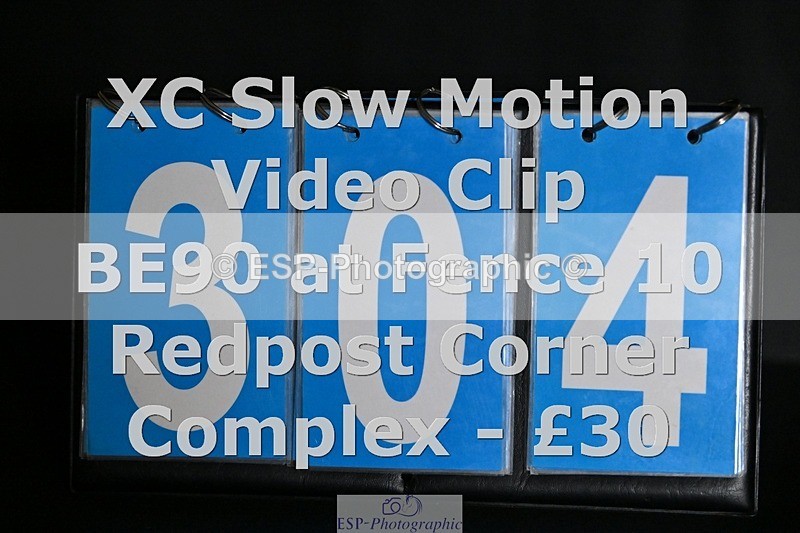 XC Slow Motion
Video Clip
BE90 at Fence 10
© ESP-Photographic ©
304
Redpost Corner
Complex - £30
ESP-Photographic